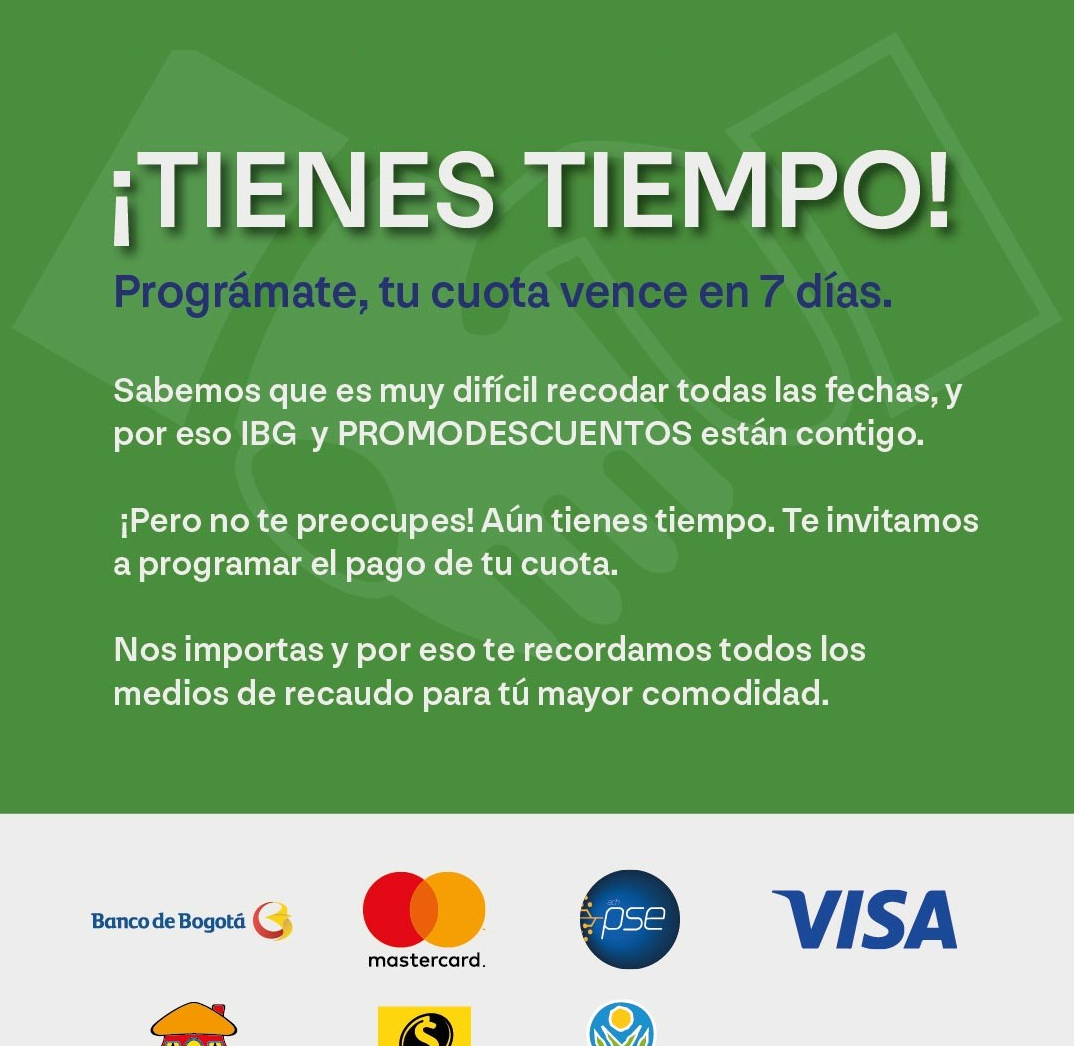 ¡TIENES TIEMPO!
Prográmate, tu cuota vence en 7 días.
Sabemos que es muy difícil recodar todas las fechas, y
por eso IBG y PROMODESCUENTOS están contigo.
¡Pero no te preocupes! Aún tienes tiempo. Te invitamos
a programar el pago de tu cuota.
Nos importas y por eso te recordamos todos los
medios de recaudo para tú mayor comodidad.
Banco de Bogotá
mastercard.
ach
pse
VISA
$